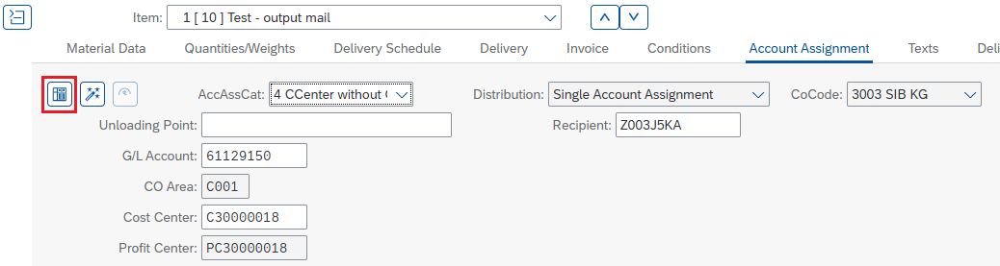 Item: 1 [ 10 ] Test - output mail
Material Data Quantities/Weights Delivery Schedule Delivery Invoice Conditions Account Assignment Texts Deli
AccAssCat: 4 CCenter without Distribution: Single Account Assignment CoCode: 3003 SIB KG
Unloading Point: Recipient: Z003J5KA
G/L Account: 61129150
CO Area: C001
Cost Center: C30000018
Profit Center: PC30000018